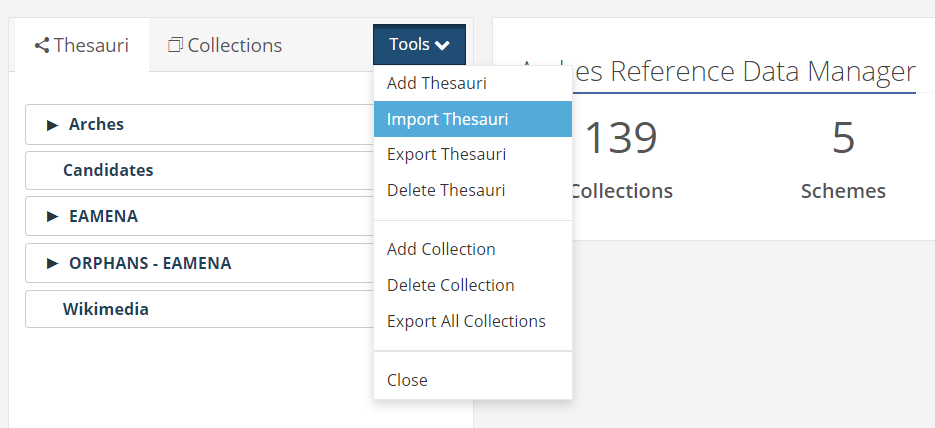 Thesauri
Collections
Tools
Add Thesauri
Import Thesauri
Export Thesauri
Delete Thesauri
Add Collection
Delete Collection
Export All Collections
Close
Arches
Candidates
EAMENA
ORPHANS - EAMENA
Wikimedia
Reference Data Manager
139
Collections
5
Schemes